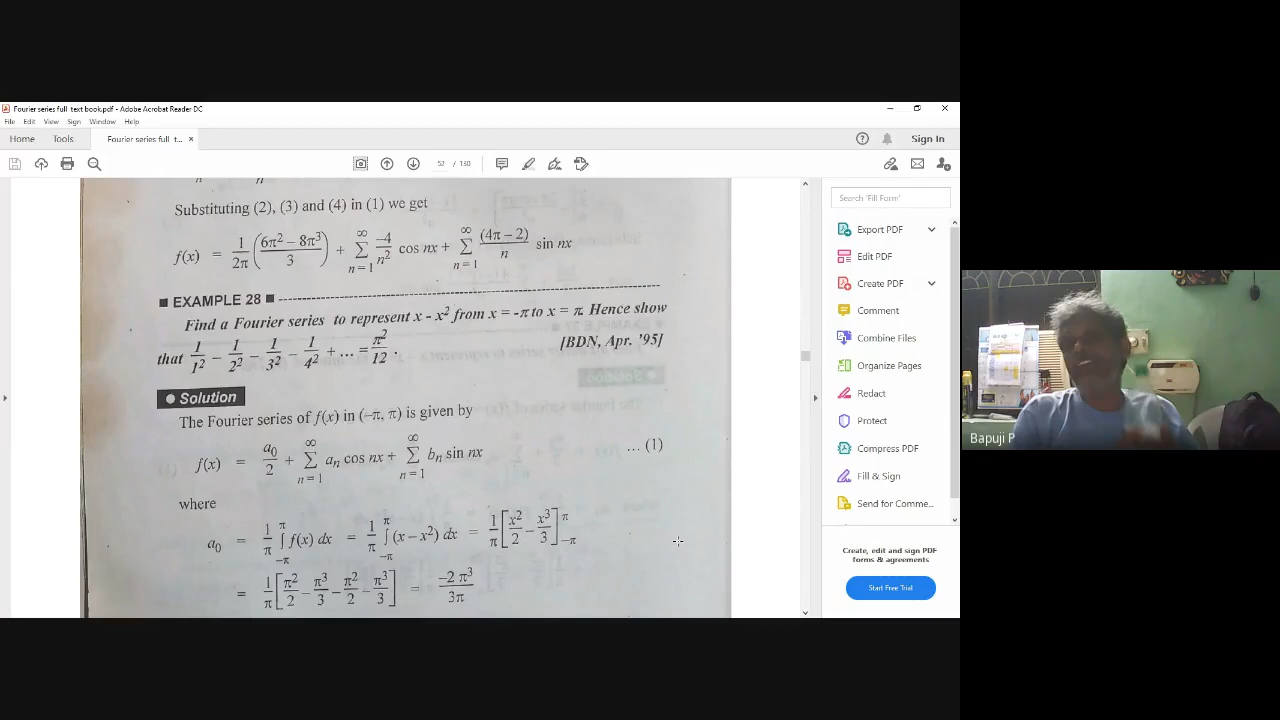 Fourier series full text book.pdf - Adobe Acrobat Reader DC
File Edit View Sign Window Help
Home Tools Fourier series full t... × Sign In
52 / 130
Substituting (2), (3) and (4) in (1) we get
f(x) = 1/2π (6π² − 8π³ / 3) + ∞ Σ n = 1 −4/n² cos nx + ∞ Σ n = 1 (4π − 2)/n sin nx
■ EXAMPLE 28 ■
Find a Fourier series to represent x - x² from x = -π to x = π. Hence show
that 1/1² − 1/2² − 1/3² − 1/4² + ... = π²/12 . [BDN, Apr. '95]
● Solution
The Fourier series of f(x) in (−π, π) is given by
f(x) = a₀/2 + ∞ Σ n = 1 aₙ cos nx + ∞ Σ n = 1 bₙ sin nx ... (1)
where
a₀ = 1/π π ∫ −π f(x) dx = 1/π π ∫ −π (x − x²) dx = 1/π [x²/2 − x³/3] π −π
= 1/π [π²/2 − π³/3 − π²/2 − π³/3] = −2 π³ / 3π
Search 'Fill Form'
Export PDF
Edit PDF
Create PDF
Comment
Combine Files
Organize Pages
Redact
Protect
Compress PDF
Fill & Sign
Send for Comme...
Create, edit and sign PDF
forms & agreements
Start Free Trial
Bapuji P